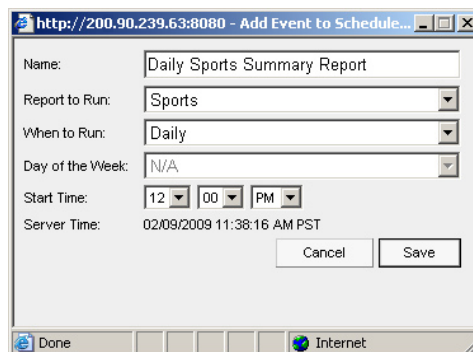 http://200.90.239.63:8080 - Add Event to Schedule...
Name: Daily Sports Summary Report
Report to Run: Sports
When to Run: Daily
Day of the Week: N/A
Start Time: 12 00 PM
Server Time: 02/09/2009 11:38:16 AM PST
Cancel Save
Done Internet